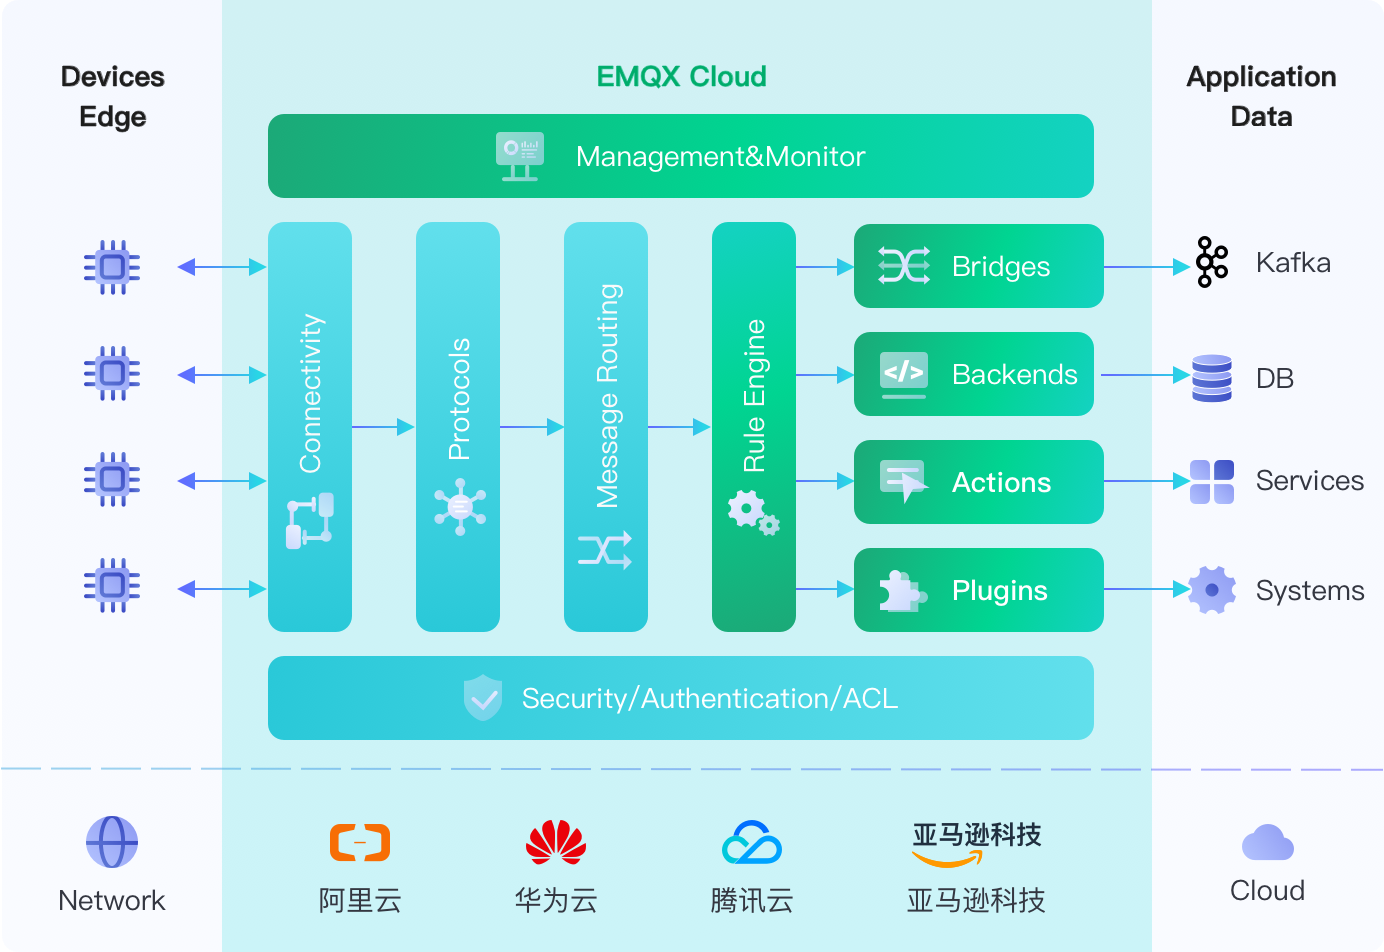 Devices
Edge
EMQX Cloud
Application
Data
Management&Monitor
Connectivity
Protocols
Message Routing
Rule Engine
Bridges
Kafka
</>
Backends
DB
Actions
Services
Plugins
Systems
Security/Authentication/ACL
亚马逊科技
Network
阿里云
华为云
腾讯云
亚马逊科技
Cloud